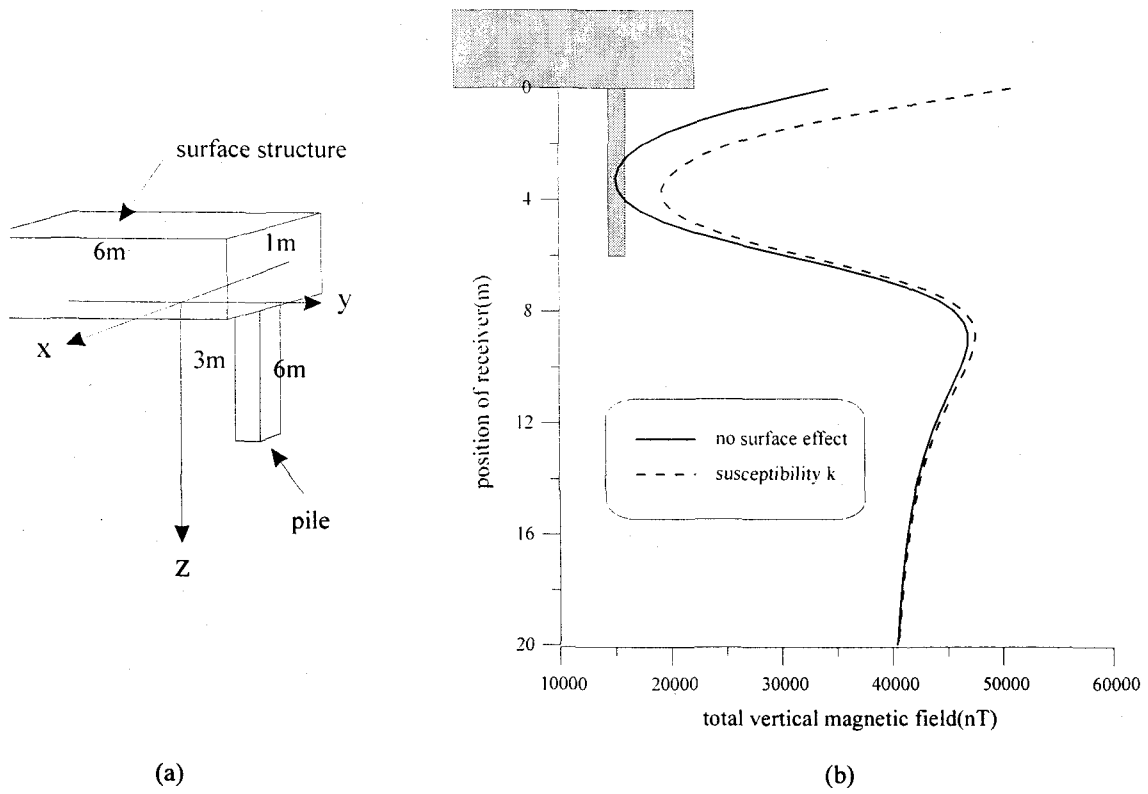 surface structure
6m
1m
y
x
3m
6m
pile
z
(a)
0
4
8
12
16
20
position of receiver(m)
no surface effect
susceptibility k
10000 20000 30000 40000 50000 60000
total vertical magnetic field(nT)
(b)